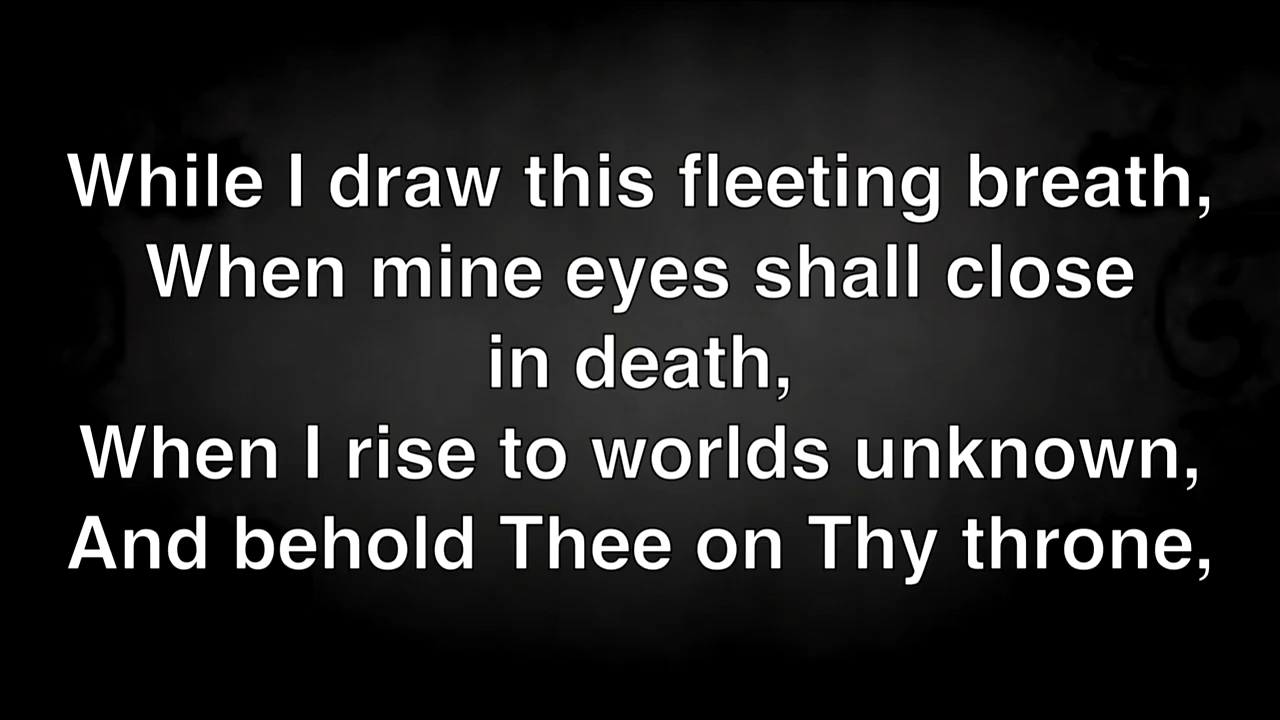 While I draw this fleeting breath,
When mine eyes shall close
in death,
When I rise to worlds unknown,
And behold Thee on Thy throne,